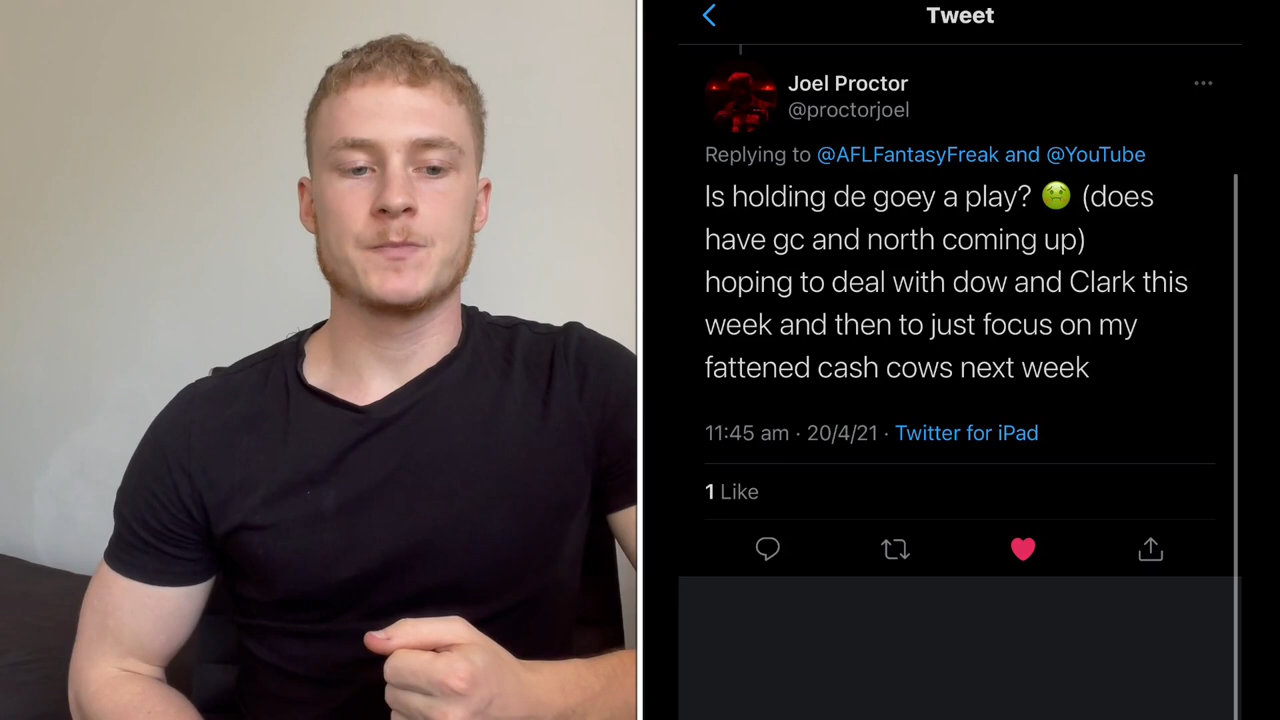 Tweet
Joel Proctor
@proctorjoel
Replying to @AFLFantasyFreak and @YouTube
Is holding de goey a play? 🤢 (does
have gc and north coming up)
hoping to deal with dow and Clark this
week and then to just focus on my
fattened cash cows next week
11:45 am · 20/4/21 · Twitter for iPad
1 Like